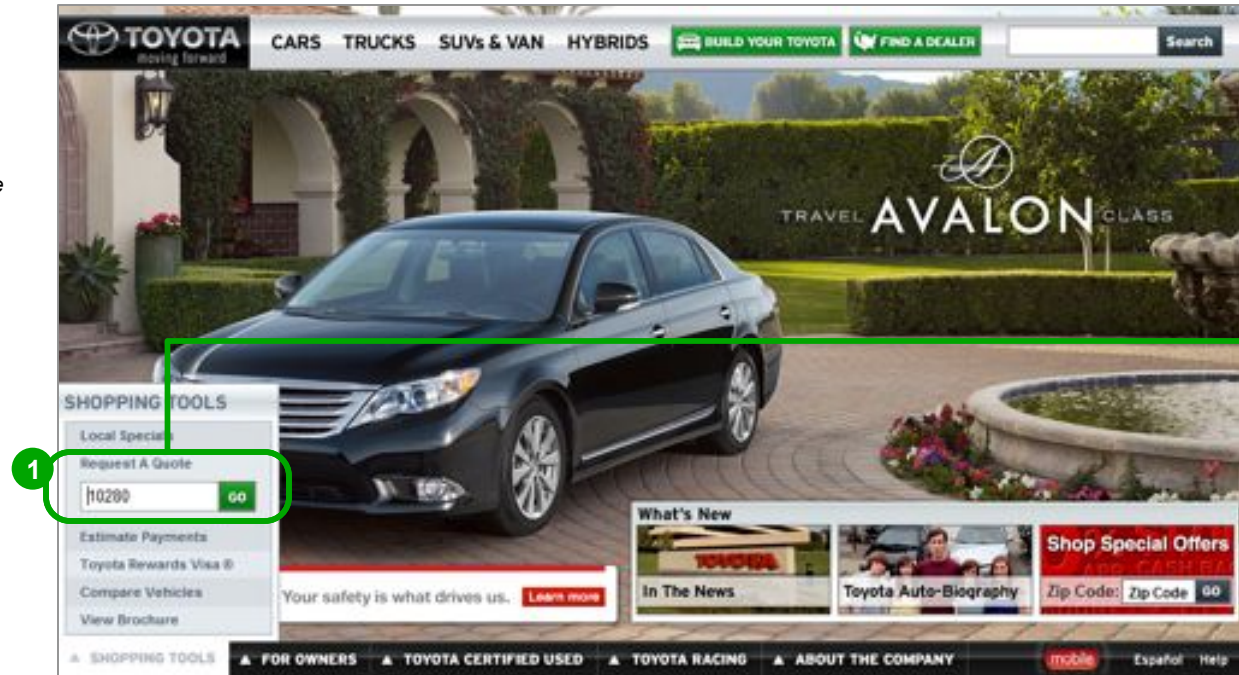 TOYOTA
moving forward
CARS TRUCKS SUVs & VAN HYBRIDS BUILD YOUR TOYOTA FIND A DEALER Search
e
A
TRAVEL AVALON CLASS
SHOPPING TOOLS
Local Specials
1
Request A Quote
10280 GO
Estimate Payments
Toyota Rewards Visa ®
Compare Vehicles
View Brochure
Your safety is what drives us. Learn more
What's New
TOYOTA
In The News
Toyota Auto-Biography
Shop Special Offers
Zip Code: Zip Code GO
SHOPPING TOOLS FOR OWNERS TOYOTA CERTIFIED USED TOYOTA RACING ABOUT THE COMPANY mobile Español Help